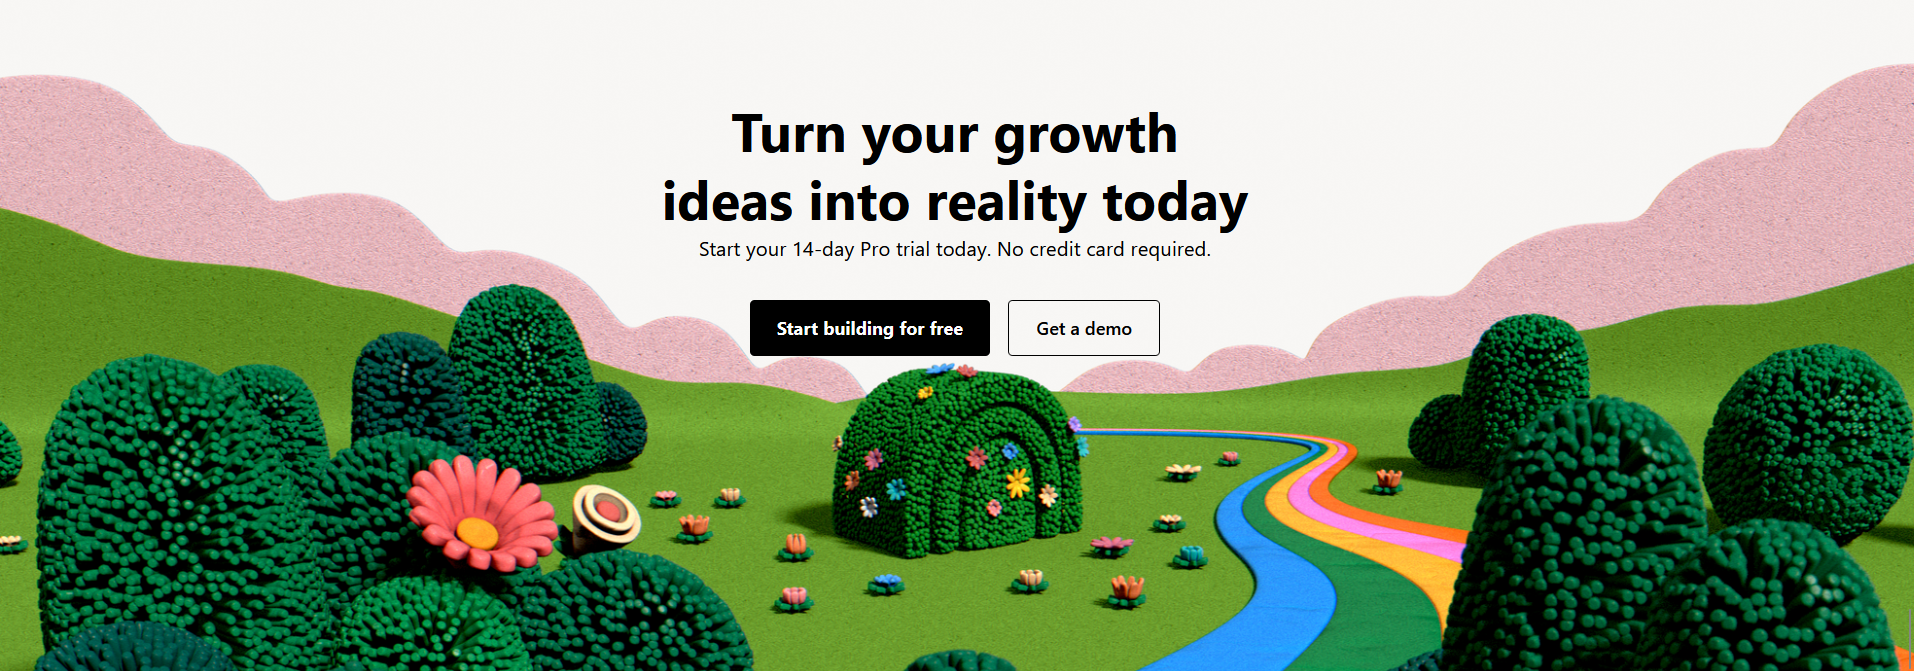 Turn your growth
ideas into reality today
Start your 14-day Pro trial today. No credit card required.
Start building for free
Get a demo